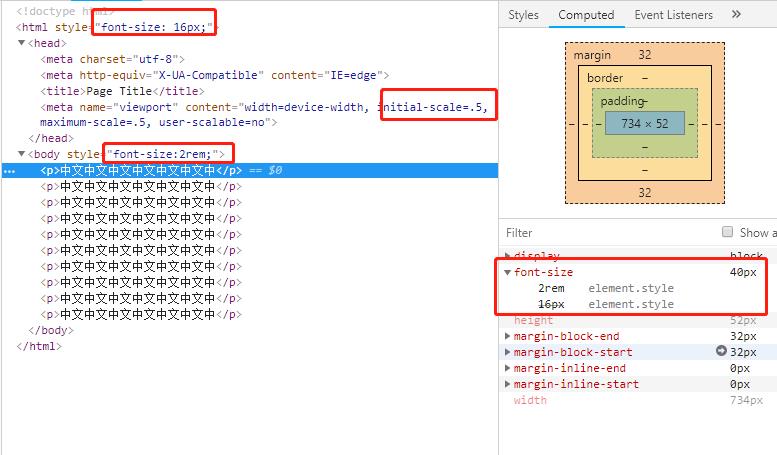 <!doctype html>
<html style="font-size: 16px;">
<head>
<meta charset="utf-8">
<meta http-equiv="X-UA-Compatible" content="IE=edge">
<title>Page Title</title>
<meta name="viewport" content="width=device-width, initial-scale=.5,
maximum-scale=.5, user-scalable=no">
</head>
<body style="font-size:2rem;">
... <p>中文中文中文中文中文中文中</p> == $0
<p>中文中文中文中文中文中文中</p>
<p>中文中文中文中文中文中文中</p>
<p>中文中文中文中文中文中文中</p>
<p>中文中文中文中文中文中文中</p>
<p>中文中文中文中文中文中文中</p>
<p>中文中文中文中文中文中文中</p>
<p>中文中文中文中文中文中文中</p>
<p>中文中文中文中文中文中文中</p>
<p>中文中文中文中文中文中文中</p>
</body>
</html>
Styles Computed Event Listeners »
margin 32
border –
padding –
– – – 734 × 52 – – –
–
–
32
Filter Show a
display block
font-size 40px
2rem element.style
16px element.style
height 52px
margin-block-end 32px
margin-block-start 32px
margin-inline-end 0px
margin-inline-start 0px
width 734px